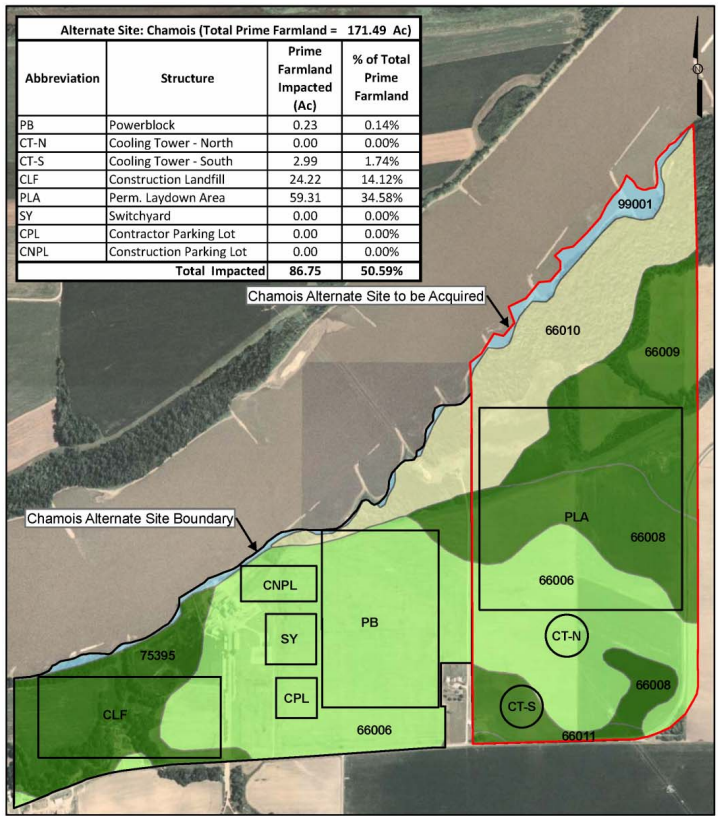 Alternate Site: Chamois (Total Prime Farmland = 171.49 Ac)
Abbreviation Structure Prime Farmland Impacted (Ac) % of Total Prime Farmland
PB Powerblock 0.23 0.14%
CT-N Cooling Tower - North 0.00 0.00%
CT-S Cooling Tower - South 2.99 1.74%
CLF Construction Landfill 24.22 14.12%
PLA Perm. Laydown Area 59.31 34.58%
SY Switchyard 0.00 0.00%
CPL Contractor Parking Lot 0.00 0.00%
CNPL Construction Parking Lot 0.00 0.00%
Total Impacted 86.75 50.59%
N
99001
Chamois Alternate Site to be Acquired
66010
66009
Chamois Alternate Site Boundary
PLA
66008
66006
CNPL
PB
SY
CT-N
75395
66008
CPL
CT-S
CLF
66006
66011